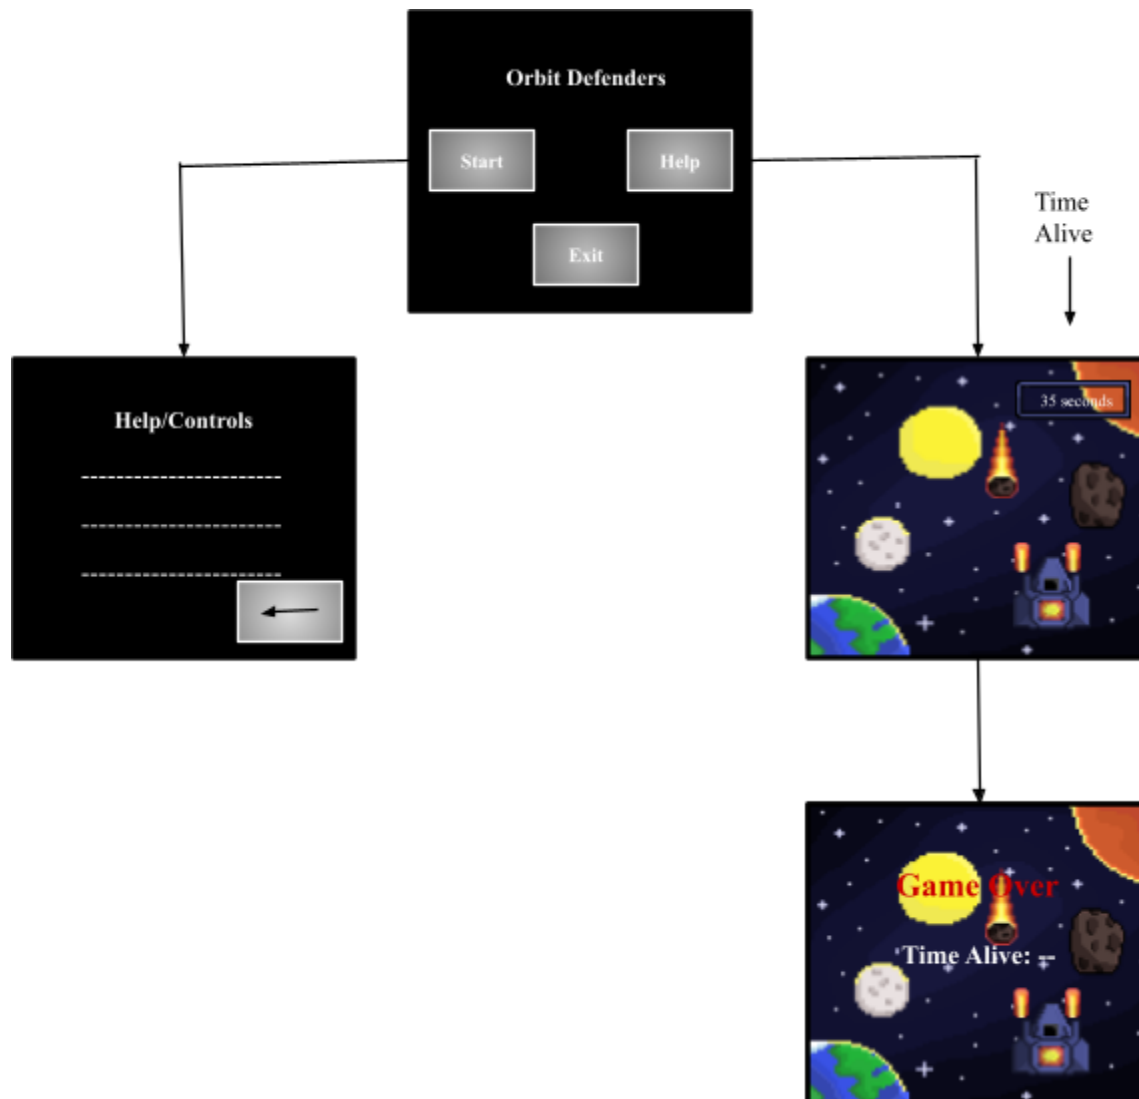 Orbit Defenders
Start
Help
Exit
Time
Alive
Help/Controls
------------------------
------------------------
------------------------
35 seconds
Game Over
Time Alive: --